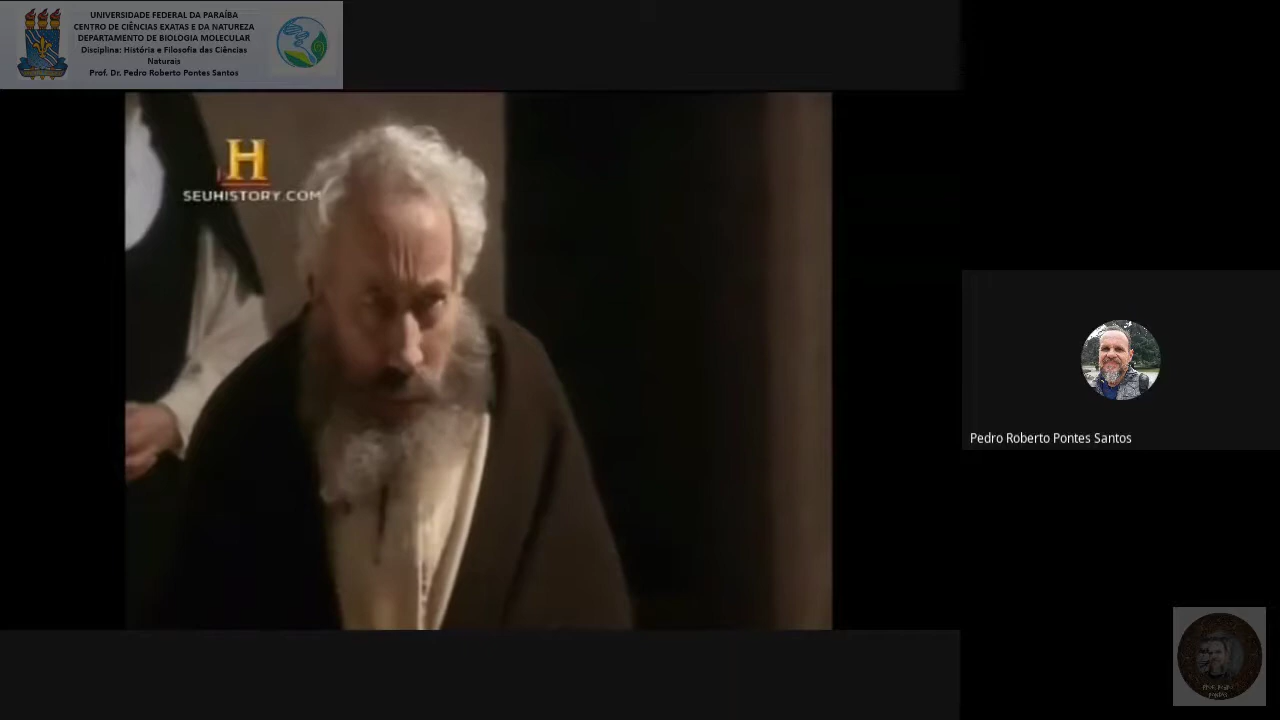 UNIVERSIDADE FEDERAL DA PARAÍBA
CENTRO DE CIÊNCIAS EXATAS E DA NATUREZA
DEPARTAMENTO DE BIOLOGIA MOLECULAR
Disciplina: História e Filosofia das Ciências
Naturais
Prof. Dr. Pedro Roberto Pontes Santos
H
SEUHISTORY.COM
Pedro Roberto Pontes Santos